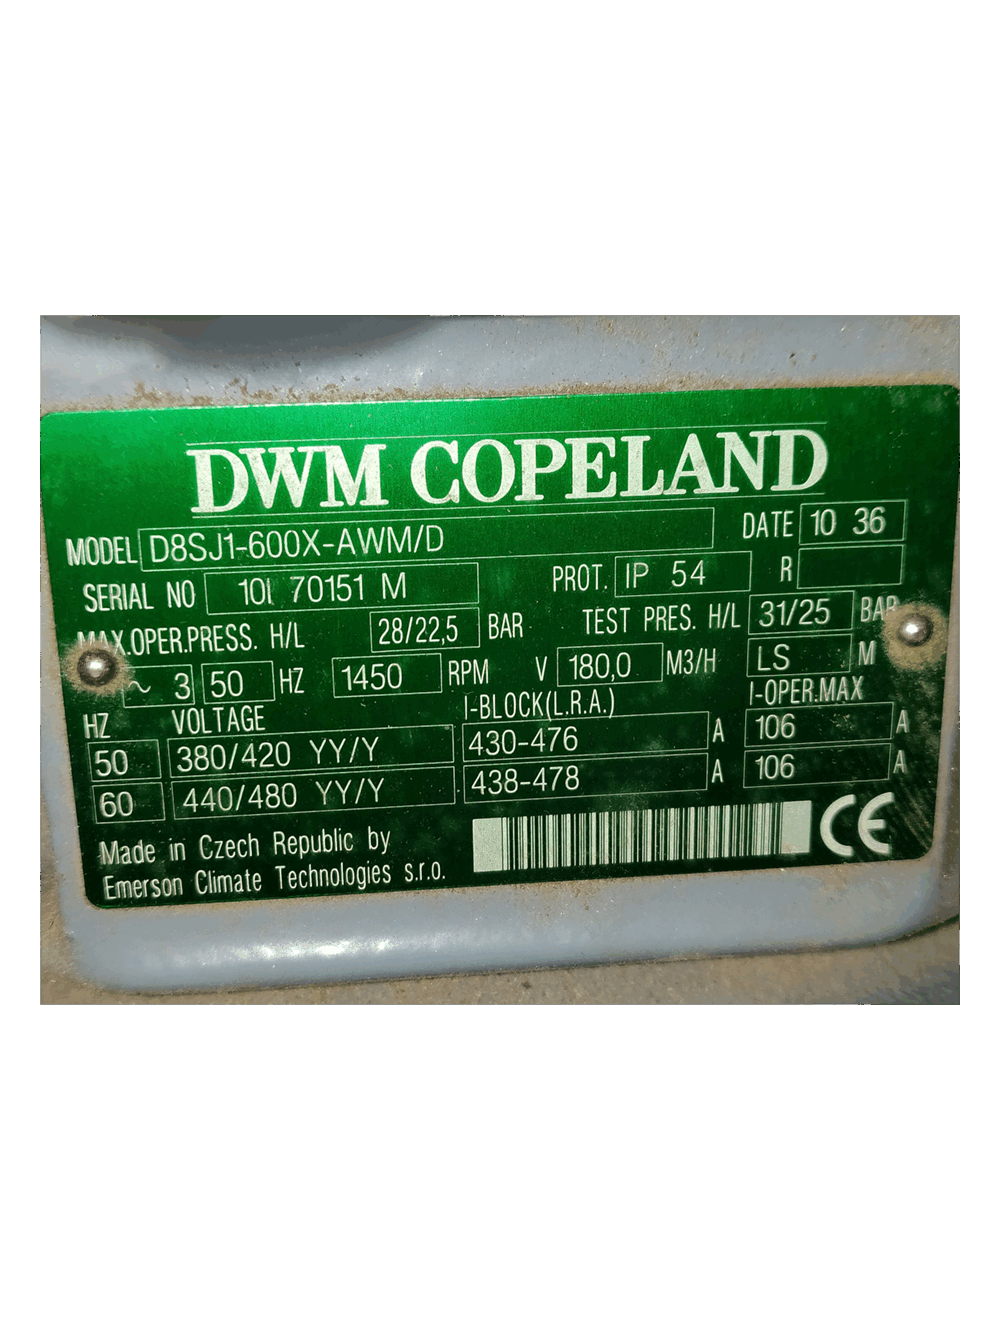 DWM COPELAND
MODEL D8SJ1-600X-AWM/D DATE 10 36
SERIAL NO 10I 70151 M PROT. IP 54 R
MAX.OPER.PRESS. H/L 28/22,5 BAR TEST PRES. H/L 31/25 BAR
~ 3 50 HZ 1450 RPM V 180,0 M3/H LS M
HZ VOLTAGE I-BLOCK(L.R.A.) I-OPER.MAX
50 380/420 YY/Y 430-476 A 106 A
60 440/480 YY/Y 438-478 A 106 A
Made in Czech Republic by
Emerson Climate Technologies s.r.o.
CE